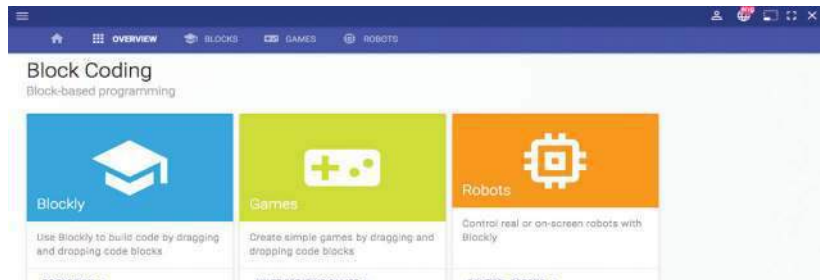 OVERVIEW BLOCKS GAMES ROBOTS
Block Coding
Block-based programming
Blockly
Use Blockly to build code by dragging
and dropping code blocks
Games
Create simple games by dragging and
dropping code blocks
Robots
Control real or on-screen robots with
Blockly